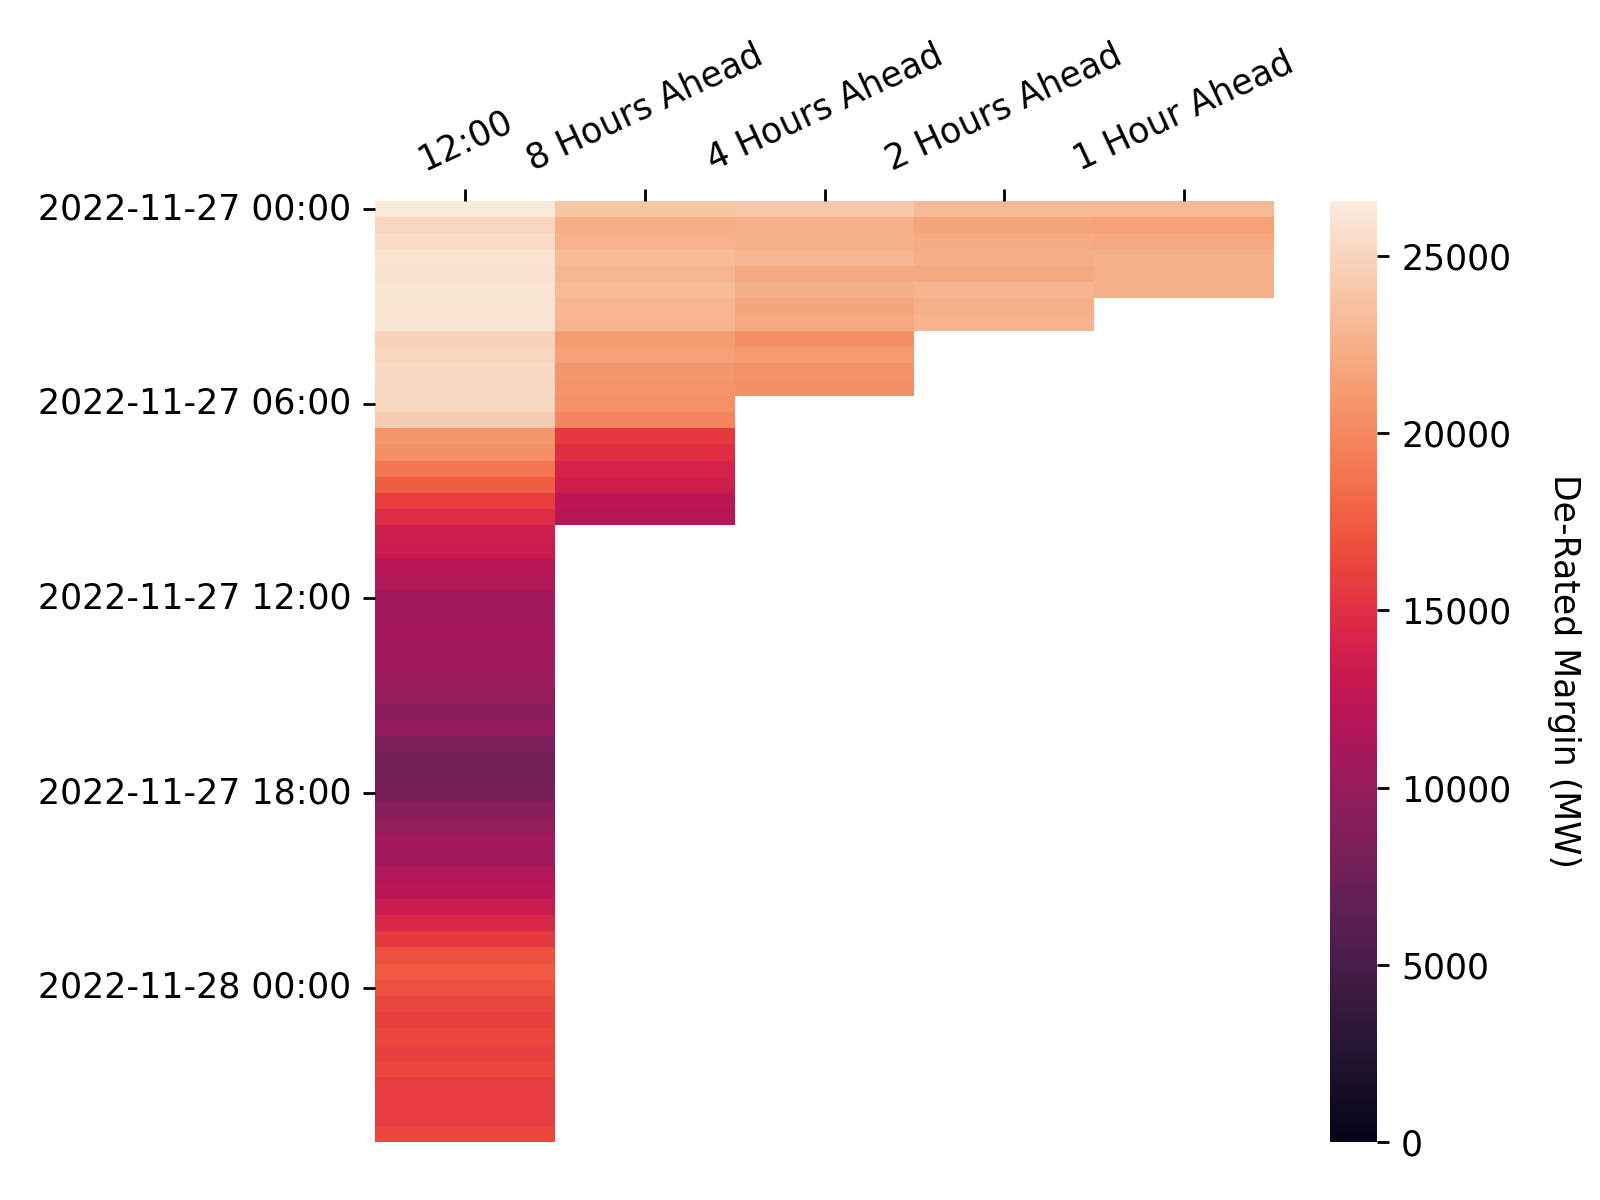 12:00
8 Hours Ahead
4 Hours Ahead
2 Hours Ahead
1 Hour Ahead
2022-11-27 00:00
2022-11-27 06:00
2022-11-27 12:00
2022-11-27 18:00
2022-11-28 00:00
25000
20000
15000
10000
5000
0
De-Rated Margin (MW)